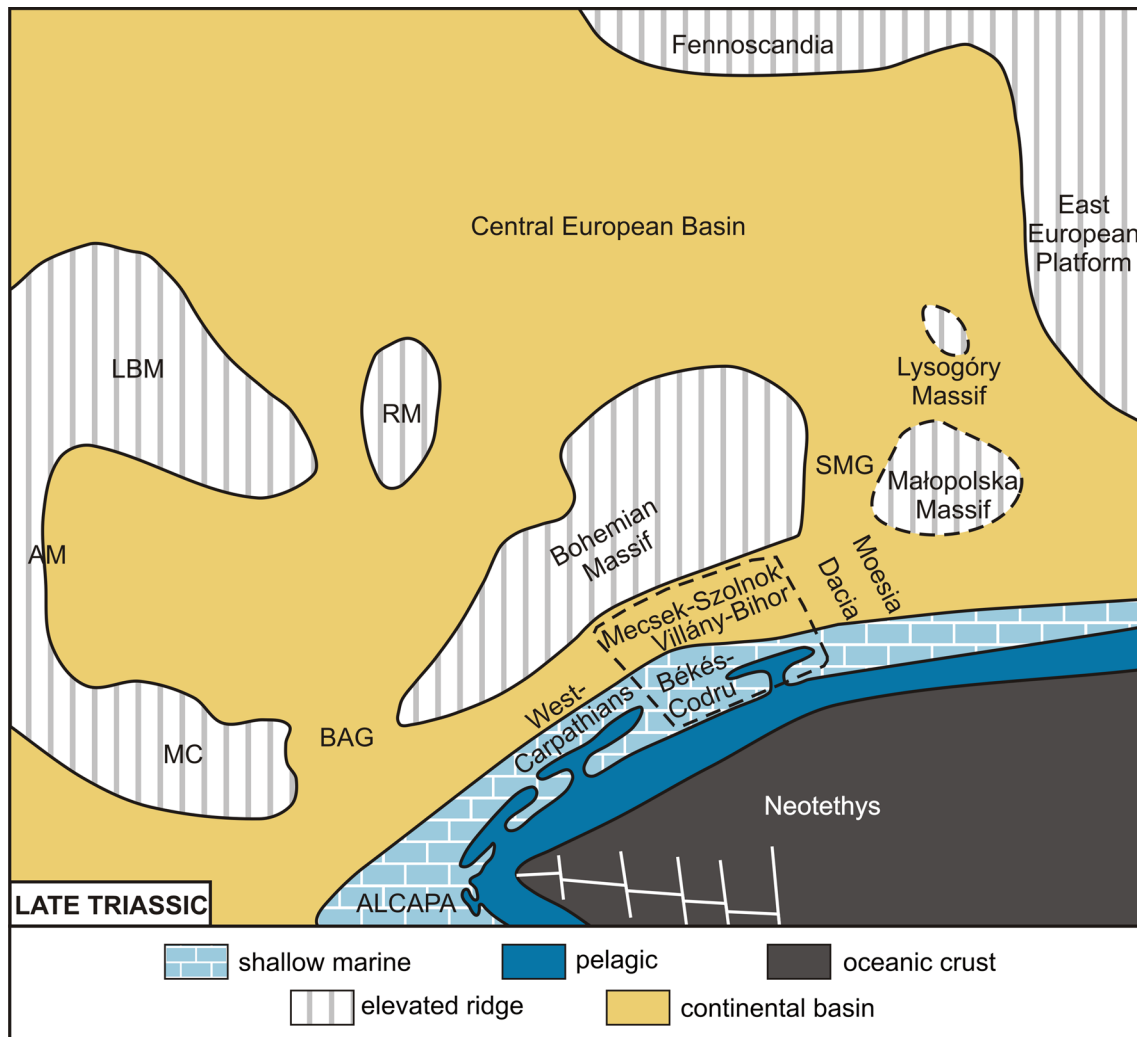 Fennoscandia
East
European
Platform
Central European Basin
LBM
RM
Lysogóry
Massif
SMG
Małopolska
Massif
AM
Bohemian
Massif
Moesia
Dacia
Mecsek-Szolnok
Villány-Bihor
Békés-
Codru
West-
Carpathians
BAG
MC
Neotethys
ALCAPA
LATE TRIASSIC
shallow marine
pelagic
oceanic crust
elevated ridge
continental basin